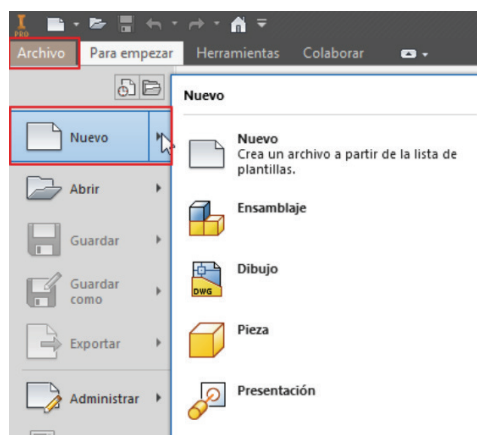 PRO
Archivo Para empezar Herramientas Colaborar
Nuevo
Nuevo
Nuevo
Crea un archivo a partir de la lista de
plantillas.
Abrir
Ensamblaje
Guardar
Dibujo
DWG
Guardar
como
Pieza
Exportar
Presentación
Administrar